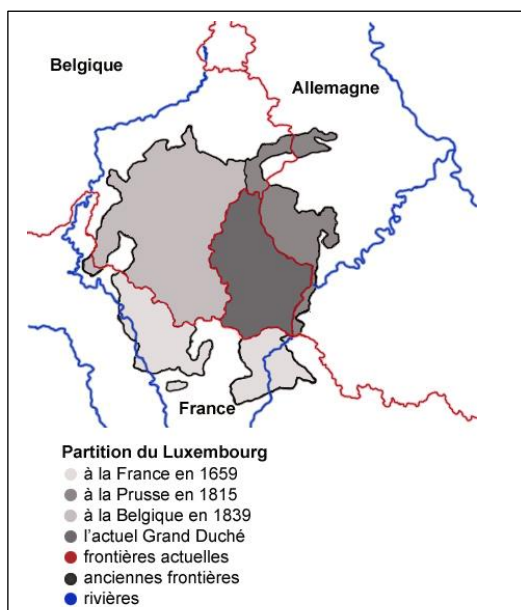 Belgique
Allemagne
France
Partition du Luxembourg
à la France en 1659
à la Prusse en 1815
à la Belgique en 1839
l'actuel Grand Duché
frontières actuelles
anciennes frontières
rivières